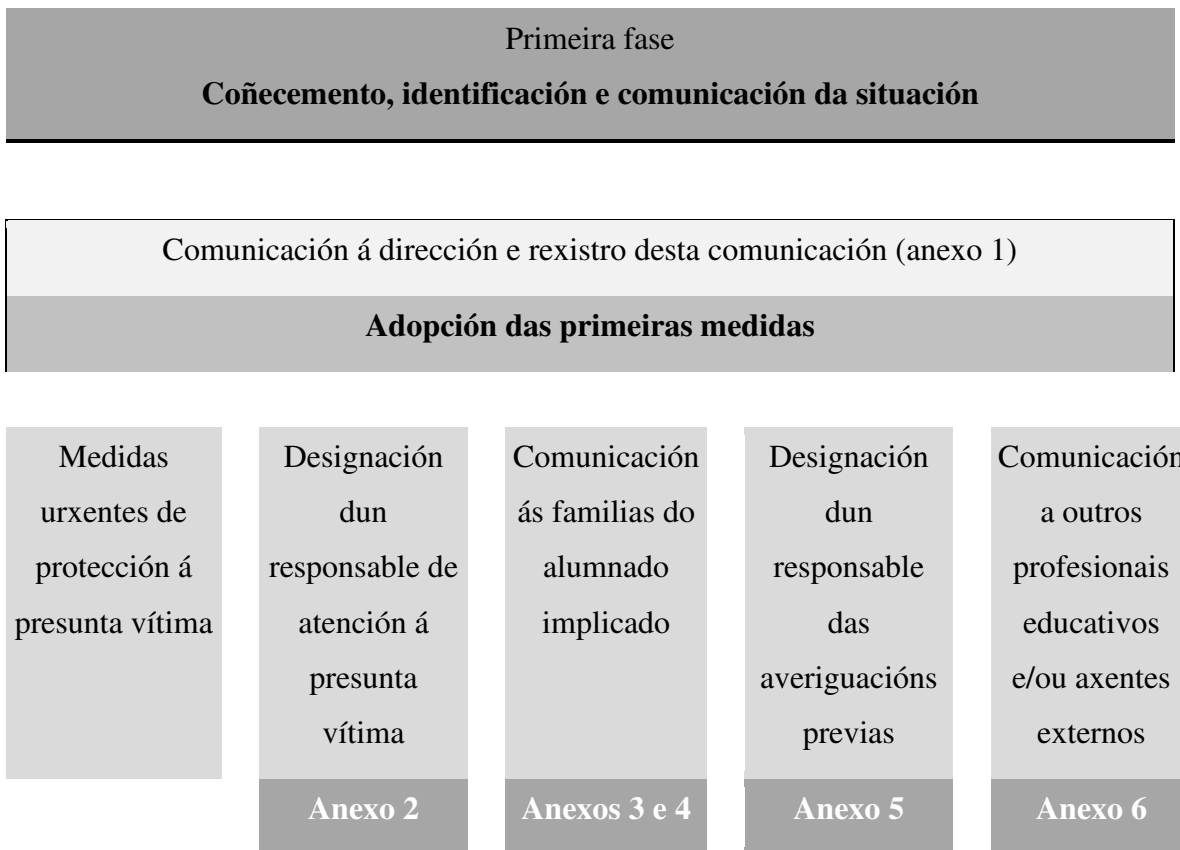 Primeira fase
Coñecemento, identificación e comunicación da situación
Comunicación á dirección e rexistro desta comunicación (anexo 1)
Adopción das primeiras medidas
Medidas
urxentes de
protección á
presunta vítima
Designación
dun
responsable de
atención á
presunta
vítima
Anexo 2
Comunicación
ás familias do
alumnado
implicado
Anexos 3 e 4
Designación
dun
responsable
das
averiguacións
previas
Anexo 5
Comunicación
a outros
profesionais
educativos
e/ou axentes
externos
Anexo 6